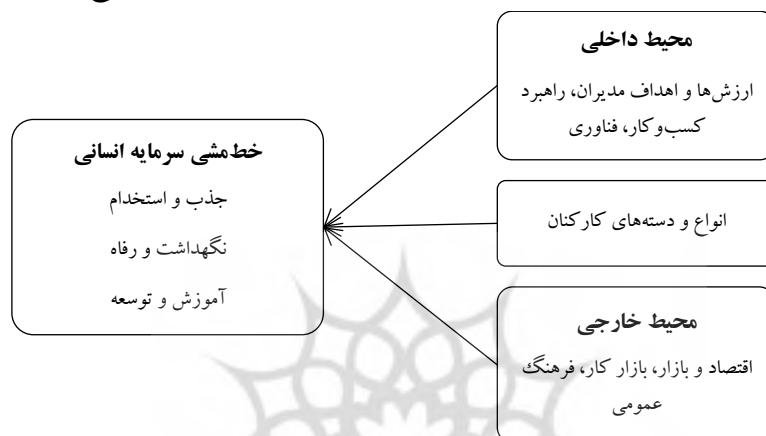 محیط داخلی
ارزش‌ها و اهداف مدیران، راهبرد
کسب‌وکار، فناوری
انواع و دسته‌های کارکنان
محیط خارجی
اقتصاد و بازار، بازار کار، فرهنگ
عمومی
خط‌مشی سرمایه انسانی
جذب و استخدام
نگهداشت و رفاه
آموزش و توسعه